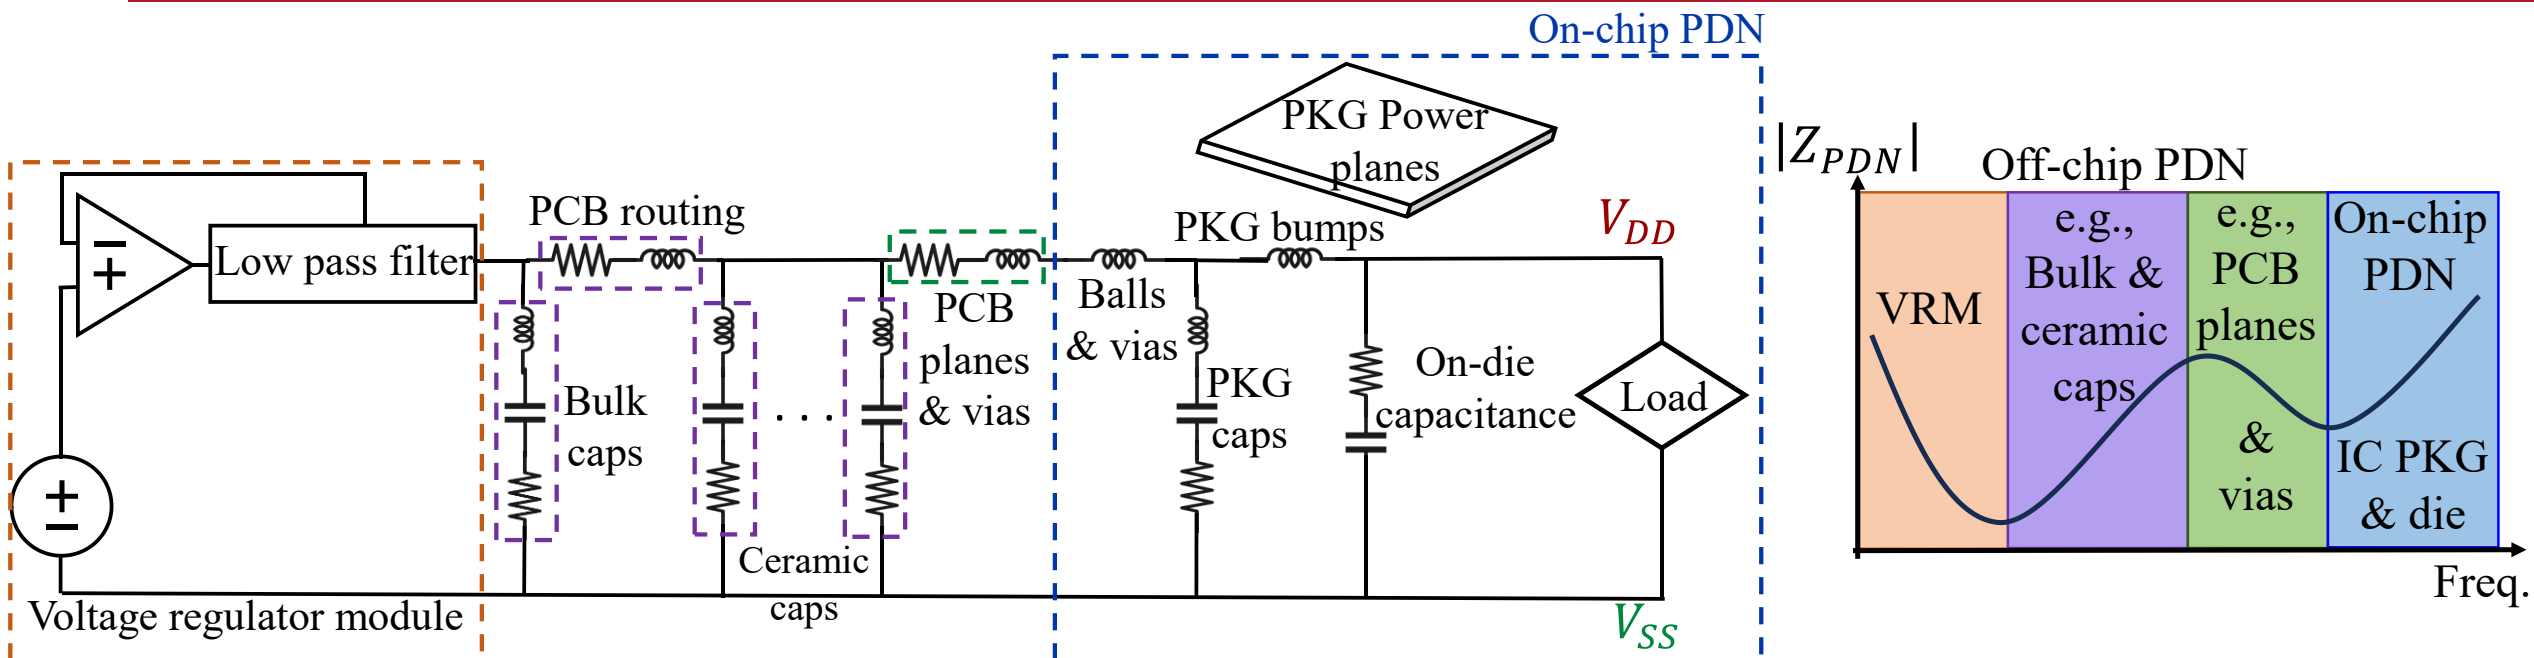 On-chip PDN
PKG Power
planes
|Z_PDN|
Off-chip PDN
PCB routing
PKG bumps
V_DD
Low pass filter
Balls
& vias
PCB
planes
& vias
Bulk
caps
. . .
PKG
caps
On-die
capacitance
Load
Ceramic
caps
Voltage regulator module
V_SS
VRM
e.g.,
Bulk &
ceramic
caps
e.g.,
PCB
planes
&
vias
On-chip
PDN
IC PKG
& die
Freq.